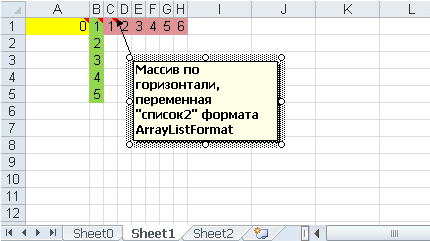 A B C D E F G H I J K L
1 0 1 1 2 3 4 5 6
2 2
3 3
4 4
5 5
6
7
8
9
10
11
12
Массив по
горизонтали,
переменная
"список2" формата
ArrayListFormat
Sheet0 Sheet1 Sheet2